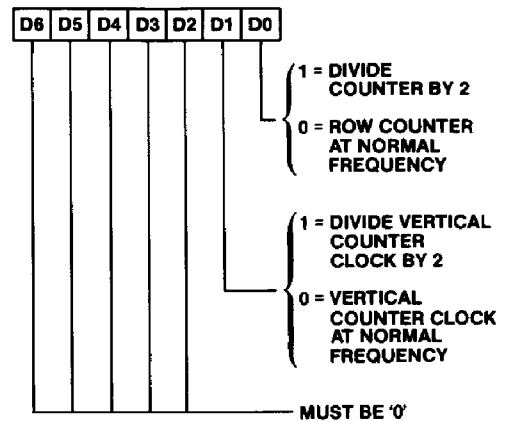 D6 D5 D4 D3 D2 D1 D0
1 = DIVIDE
COUNTER BY 2
0 = ROW COUNTER
AT NORMAL
FREQUENCY
1 = DIVIDE VERTICAL
COUNTER
CLOCK BY 2
0 = VERTICAL
COUNTER CLOCK
AT NORMAL
FREQUENCY
MUST BE '0'